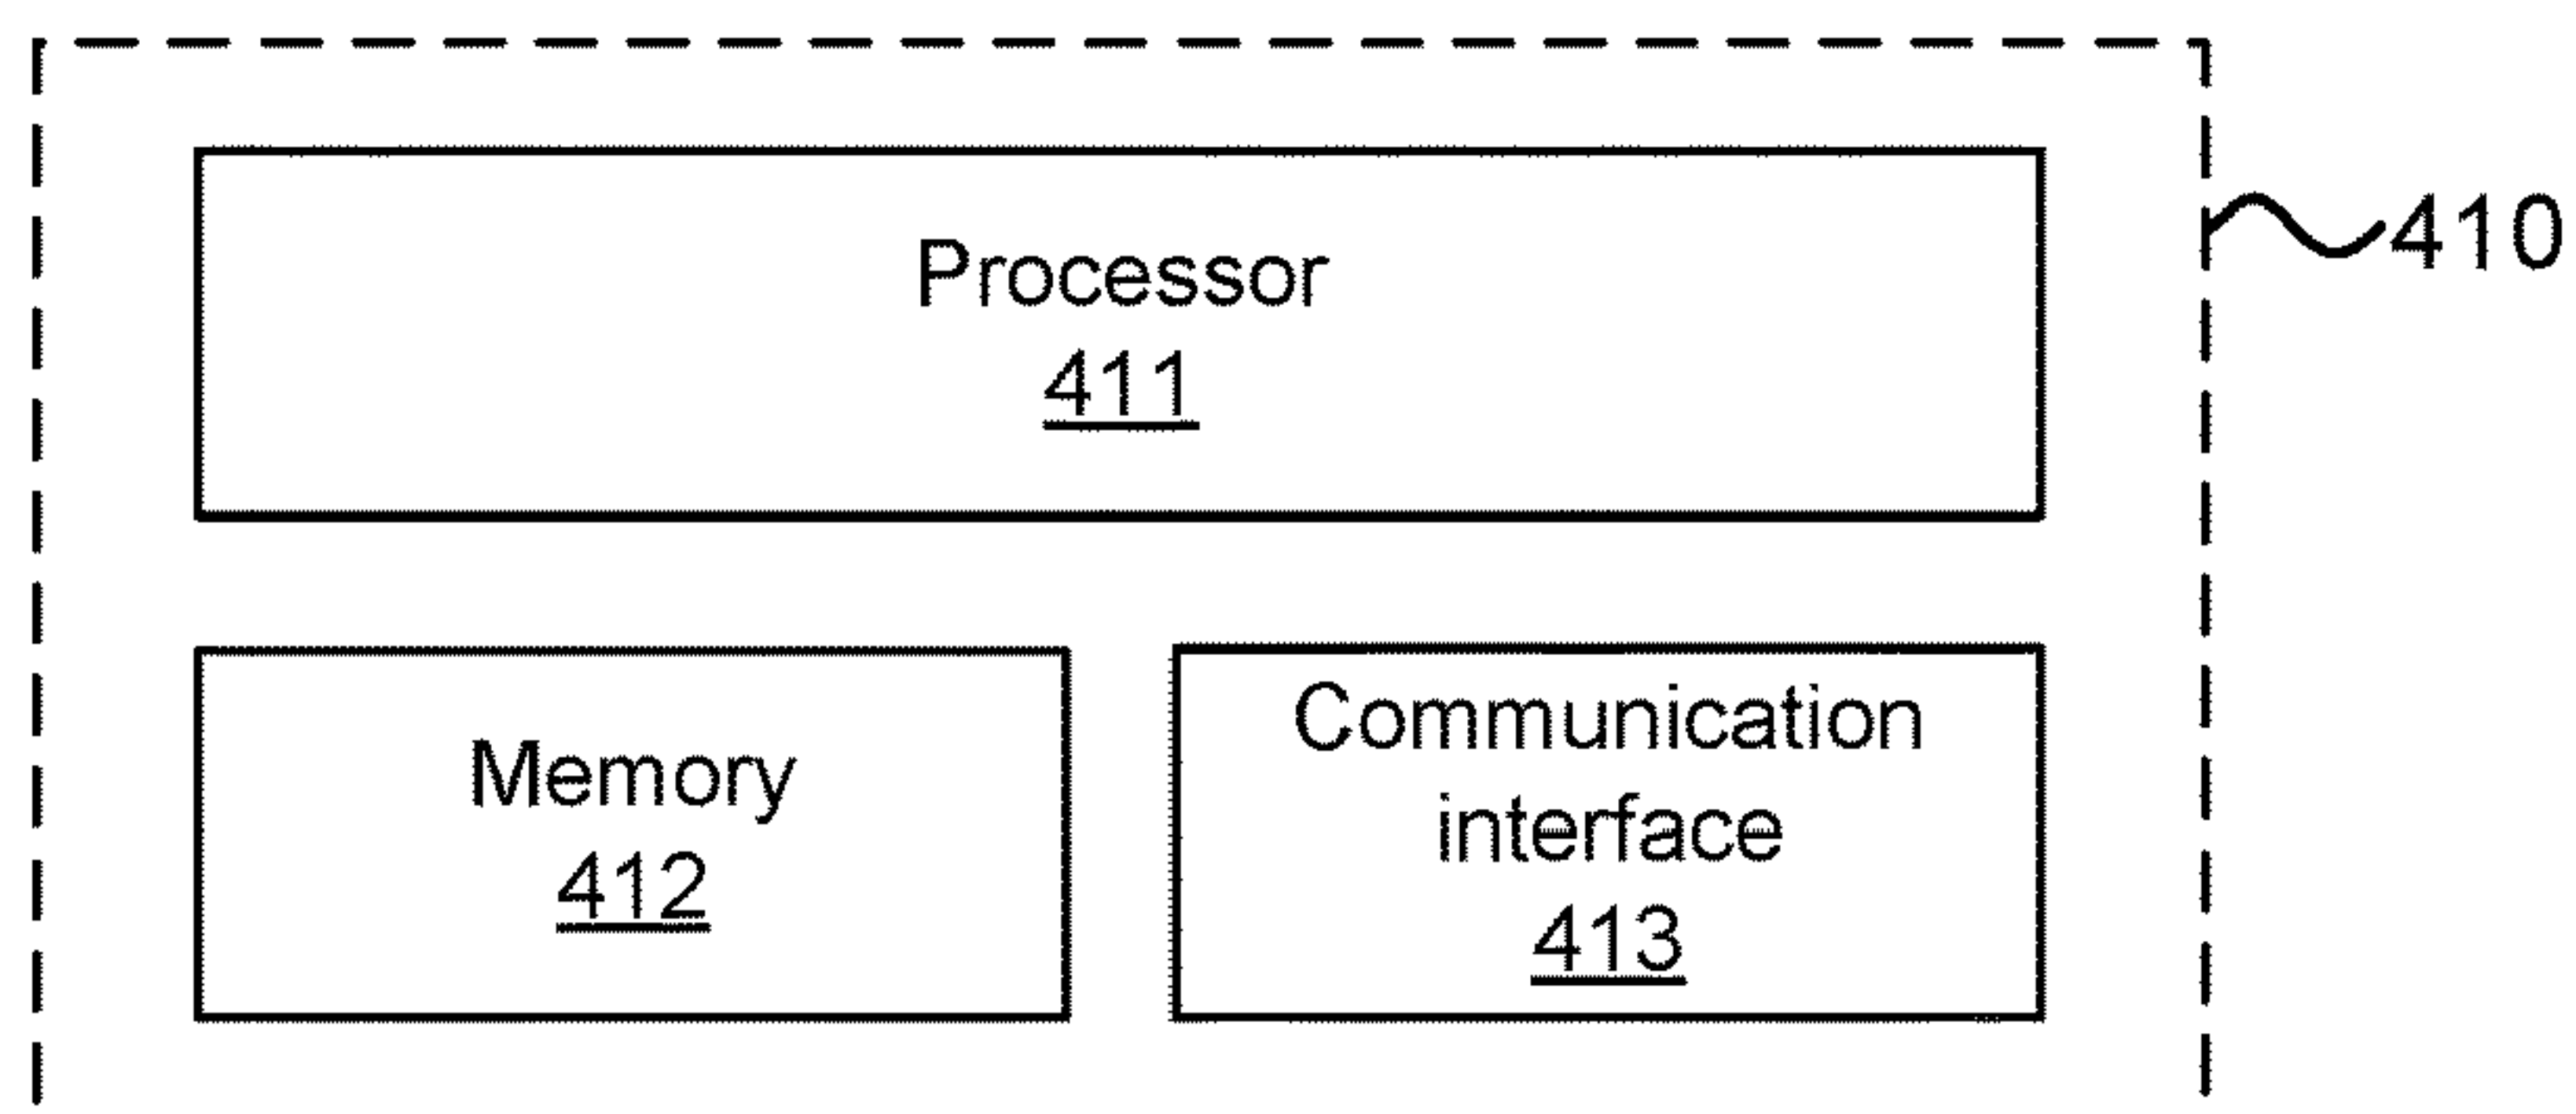 410
Processor
411
Memory
412
Communication
interface
413